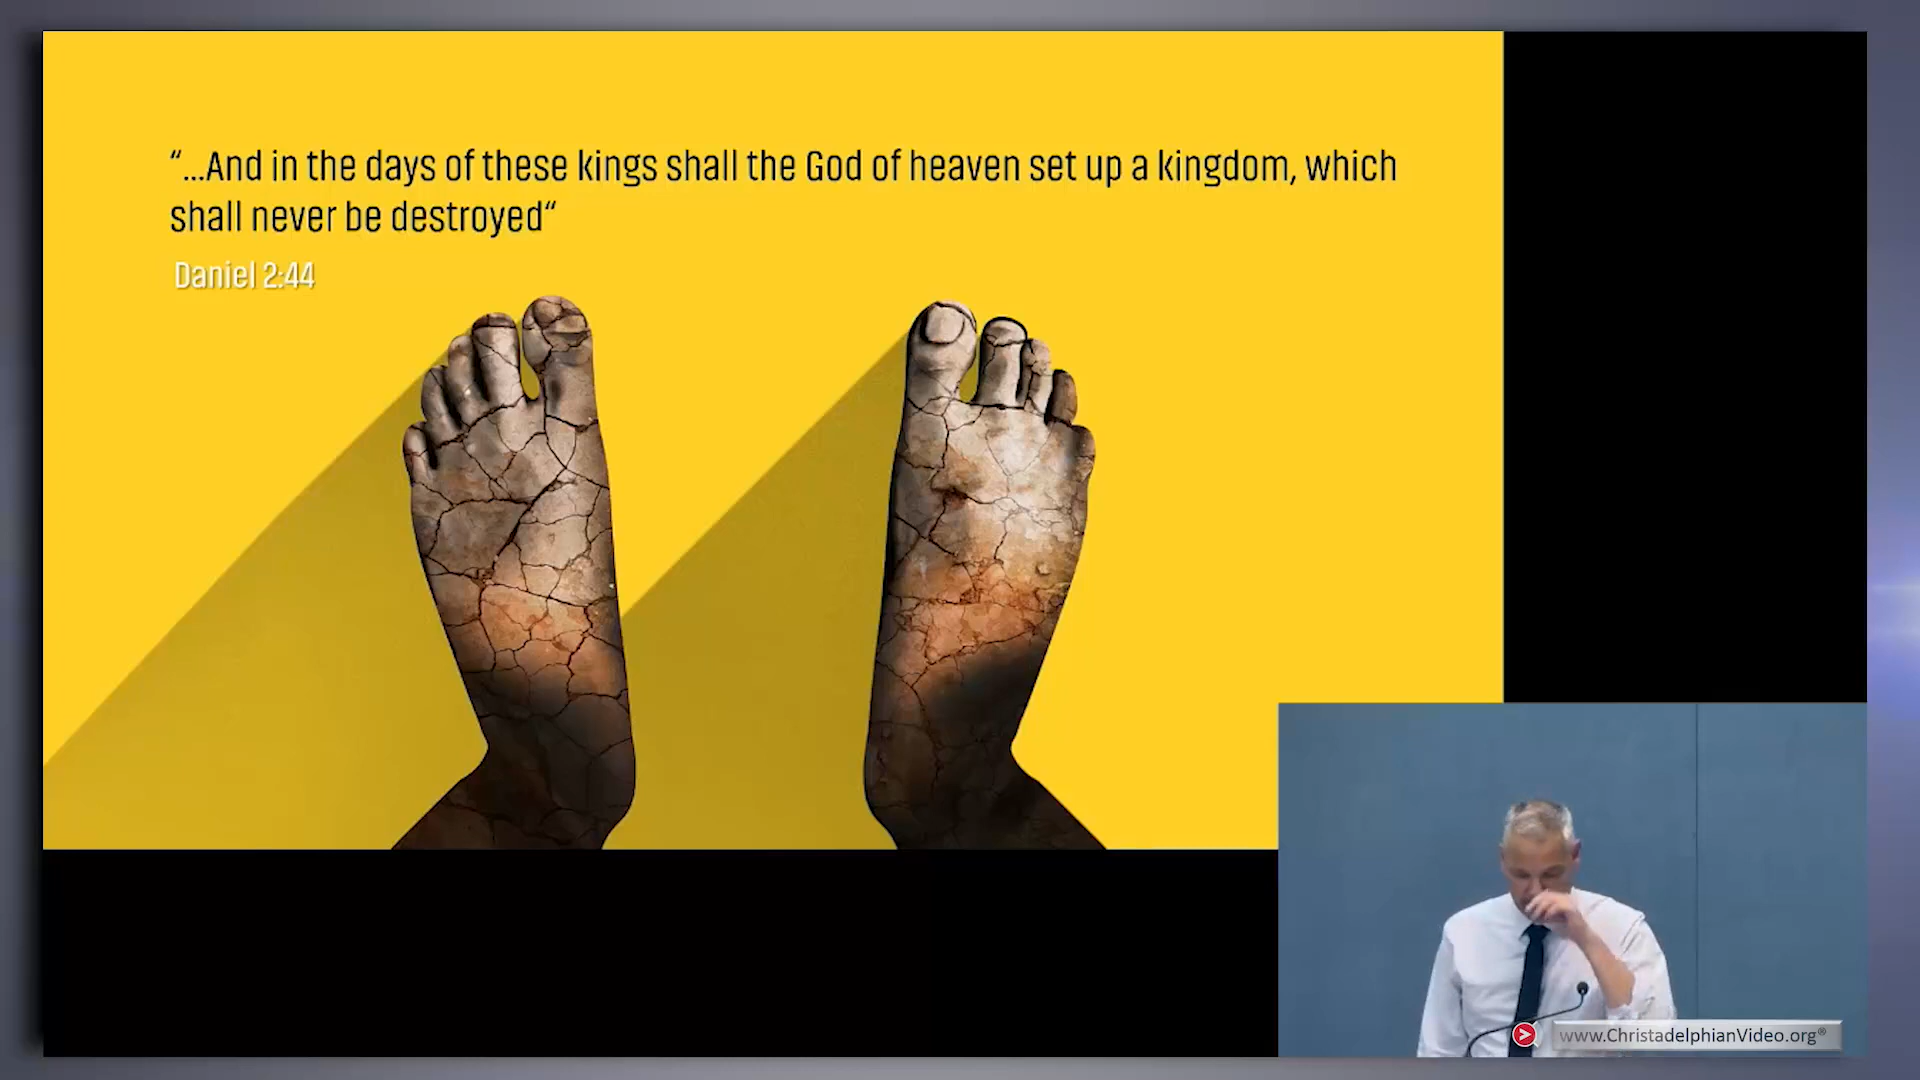 “...And in the days of these kings shall the God of heaven set up a kingdom, which
shall never be destroyed“
Daniel 2:44
www.ChristadelphianVideo.org®